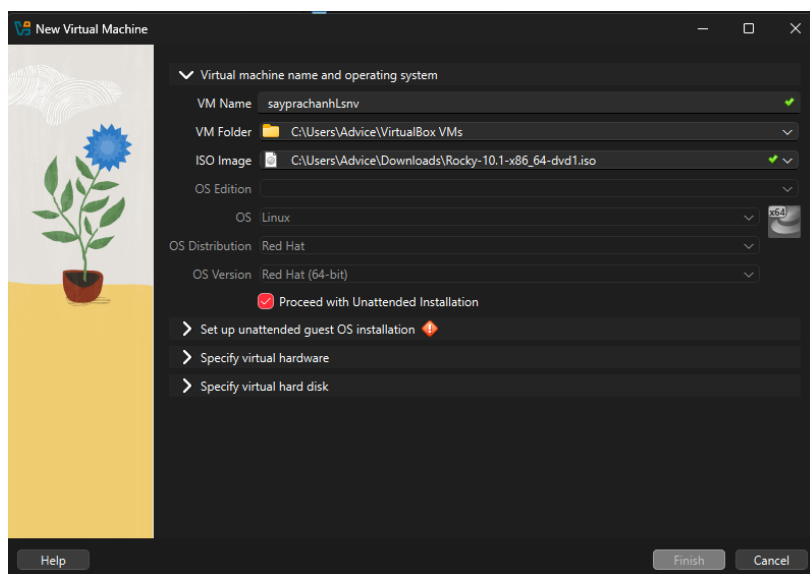 New Virtual Machine
Virtual machine name and operating system
VM Name sayprachanhLsnv
VM Folder C:\Users\Advice\VirtualBox VMs
ISO Image C:\Users\Advice\Downloads\Rocky-10.1-x86_64-dvd1.iso
OS Edition
OS Linux x64
OS Distribution Red Hat
OS Version Red Hat (64-bit)
Proceed with Unattended Installation
Set up unattended guest OS installation
Specify virtual hardware
Specify virtual hard disk
Help Finish Cancel